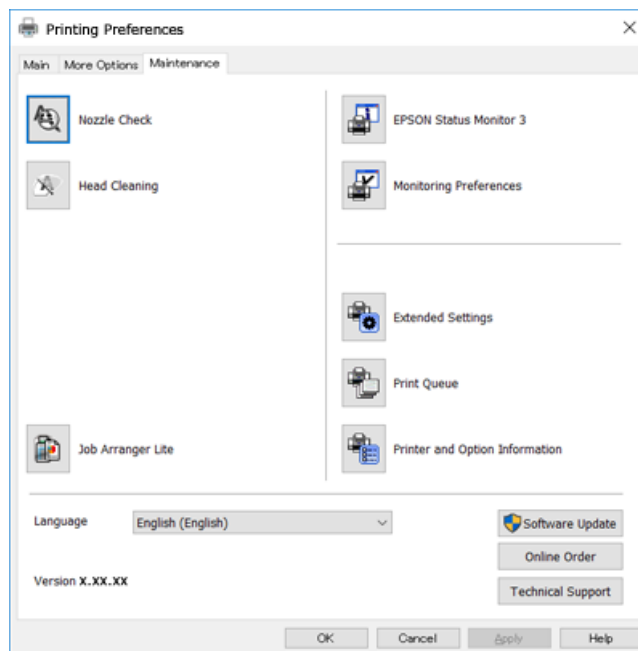 Printing Preferences
Main
More Options
Maintenance
Nozzle Check
Head Cleaning
Job Arranger Lite
EPSON Status Monitor 3
Monitoring Preferences
Extended Settings
Print Queue
Printer and Option Information
Language
English (English)
Version X.XX.XX
Software Update
Online Order
Technical Support
OK
Cancel
Apply
Help